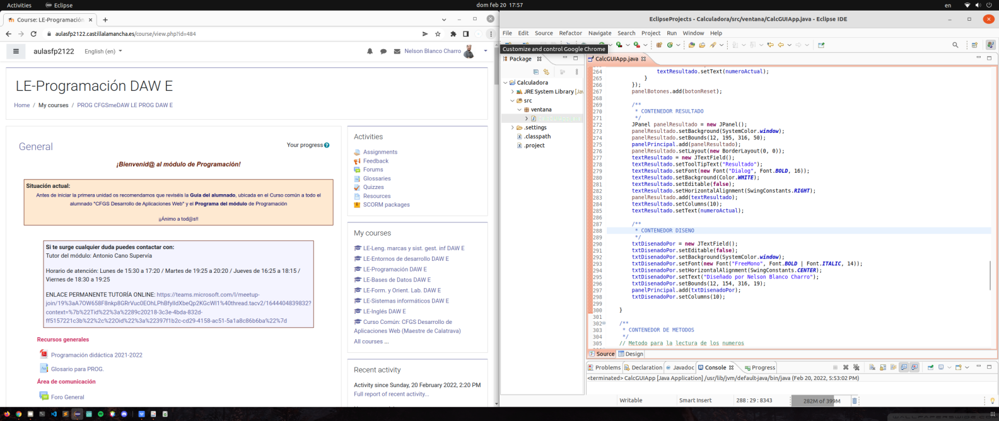 Activities
Eclipse
dom feb 20 17:57
en
Course: LE-Programación
aulasfp2122.castillalamancha.es/course/view.php?id=484
aulasfp2122
English (en)
Nelson Blanco Charro
LE-Programación DAW E
Home / My courses / PROG CFGSmeDAW LE PROG DAW E
General
Your progress
¡Bienvenid@ al módulo de Programación!
Situación actual:
Antes de iniciar la primera unidad os recomendamos que reviséis la Guía del alumnado, ubicada en el Curso común a todo el
alumnado "CFGS Desarrollo de Aplicaciones Web" y el Programa del módulo de Programación
¡¡Ánimo a tod@s!!
Si te surge cualquier duda puedes contactar con:
Tutor del módulo: Antonio Cano Supervía
Horario de atención: Lunes de 15:30 a 17:20 / Martes de 19:25 a 20:20 / Jueves de 16:25 a 18:15 /
Viernes de 18:30 a 19:25
ENLACE PERMANENTE TUTORÍA ONLINE: https://teams.microsoft.com/l/meetup-
join/19%3aA7OW658F8nkp8GRrVuc0EOhLPhBfylldXbeQp2KGcWI1%40thread.tacv2/1644404839832?
context=%7b%22Tid%22%3a%2289c20218-3c3e-4bda-832d-
ff5157221c3b%22%2c%22Oid%22%3a%22397f1b2c-cd29-4158-ac51-5a1a8c86b6ba%22%7d
Recursos generales
Programación didáctica 2021-2022
Glosario para PROG.
Área de comunicación
Foro General
Activities
Assignments
Feedback
Forums
Glossaries
Quizzes
Resources
SCORM packages
My courses
LE-Leng. marcas y sist. gest. inf DAW E
LE-Entornos de desarrollo DAW E
LE-Programación DAW E
LE-Bases de Datos DAW E
LE-Form. y Orient. Lab. DAW E
LE-Sistemas informáticos DAW E
LE-Inglés DAW E
Curso Común: CFGS Desarrollo de
Aplicaciones Web (Maestre de Calatrava)
All courses ...
Recent activity
Activity since Sunday, 20 February 2022, 2:20 PM
Full report of recent activity...
EclipseProjects - Calculadora/src/ventana/CalcGUIApp.java - Eclipse IDE
File Edit Source Refactor Navigate Search Project Run Window Help
Customize and control Google Chrome
Package
Calculadora
JRE System Library [Jav
src
ventana
.settings
.classpath
.project
CalcGUIApp.java
264 textResultado.setText(numeroActual);
265 }
266 });
267 panelBotones.add(botonReset);
268
269 /**
270 * CONTENEDOR RESULTADO
271 */
272 JPanel panelResultado = new JPanel();
273 panelResultado.setBackground(SystemColor.window);
274 panelResultado.setBounds(12, 195, 316, 50);
275 panelPrincipal.add(panelResultado);
276 panelResultado.setLayout(new BorderLayout(0, 0));
277 textResultado = new JTextField();
278 textResultado.setToolTipText("Resultado");
279 textResultado.setFont(new Font("Dialog", Font.BOLD, 16));
280 textResultado.setBackground(Color.WHITE);
281 textResultado.setEditable(false);
282 textResultado.setHorizontalAlignment(SwingConstants.RIGHT);
283 panelResultado.add(textResultado);
284 textResultado.setColumns(10);
285 textResultado.setText(numeroActual);
286
287 /**
288 * CONTENEDOR DISENO
289 */
290 txtDisenadoPor = new JTextField();
291 txtDisenadoPor.setEditable(false);
292 txtDisenadoPor.setBackground(SystemColor.window);
293 txtDisenadoPor.setFont(new Font("FreeMono", Font.BOLD | Font.ITALIC, 14));
294 txtDisenadoPor.setHorizontalAlignment(SwingConstants.CENTER);
295 txtDisenadoPor.setText("Diseñado por Nelson Blanco Charro");
296 txtDisenadoPor.setBounds(12, 154, 316, 19);
297 panelPrincipal.add(txtDisenadoPor);
298 txtDisenadoPor.setColumns(10);
299
300 }
301
302 /**
303 * CONTENEDOR DE METODOS
304 */
305 // Metodo para la lectura de los numeros
Source Design
Problems Declaration Javadoc Console Progress
<terminated> CalcGUIApp [Java Application] /usr/lib/jvm/default-java/bin/java (Feb 20, 2022, 5:53:02 PM)
Writable Smart Insert 288 : 29 : 8343 282M of 399M